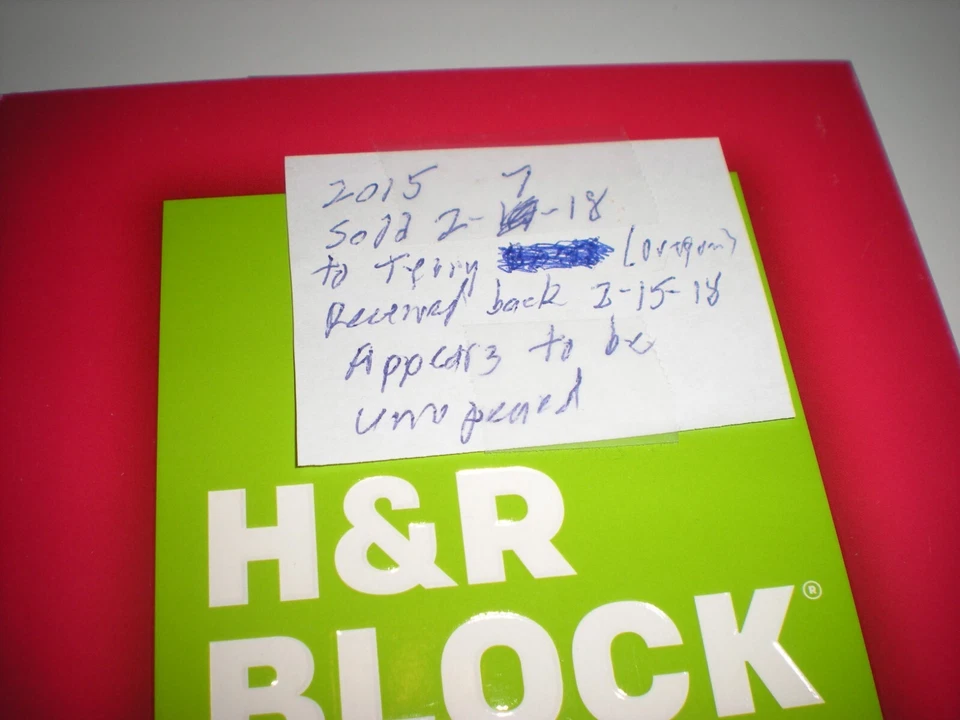 2015 7
Sold 2- -18
to Terry (Oregon)
Received back 2-15-18
Appears to be
unopened
H&R
BLOCK®